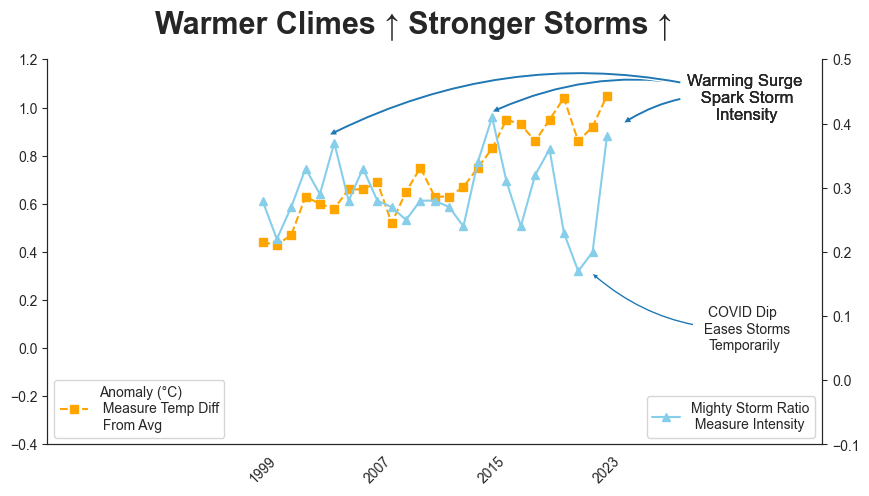 Warmer Climes ↑ Stronger Storms ↑
1.2
1.0
0.8
0.6
0.4
0.2
0.0
−0.2
−0.4
0.5
0.4
0.3
0.2
0.1
0.0
−0.1
Warming Surge
Spark Storm
Intensity
COVID Dip
Eases Storms
Temporarily
Anomaly (°C)
Measure Temp Diff
From Avg
Mighty Storm Ratio
Measure Intensity
1999
2007
2015
2023